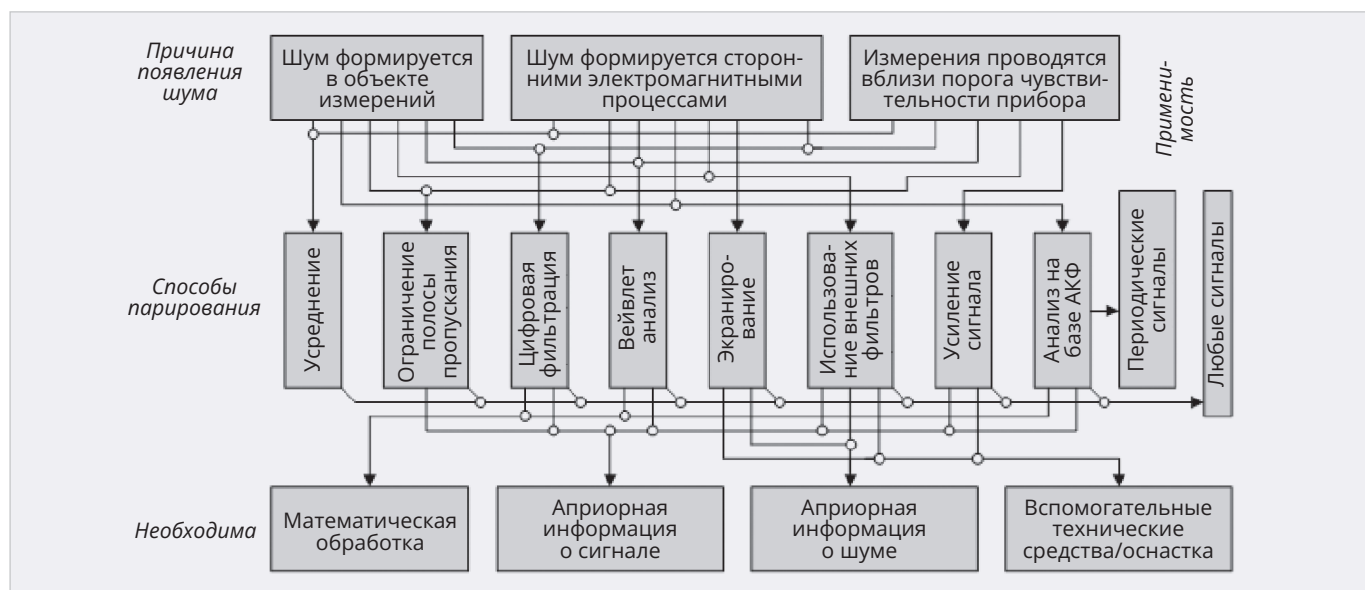 Причина
появления
шума
Шум формируется
в объекте
измерений
Шум формируется сторон-
ними электромагнитными
процессами
Измерения проводятся
вблизи порога чувстви-
тельности прибора
Примени-
мость
Способы
парирования
Усреднение
Ограничение
полосы
пропускания
Цифровая
фильтрация
Вейвлет
анализ
Экраниро-
вание
Использова-
ние внешних
фильтров
Усиление
сигнала
Анализ на
базе АКФ
Периодические
сигналы
Любые сигналы
Необходима
Математическая
обработка
Априорная
информация
о сигнале
Априорная
информация
о шуме
Вспомогательные
технические
средства/оснастка